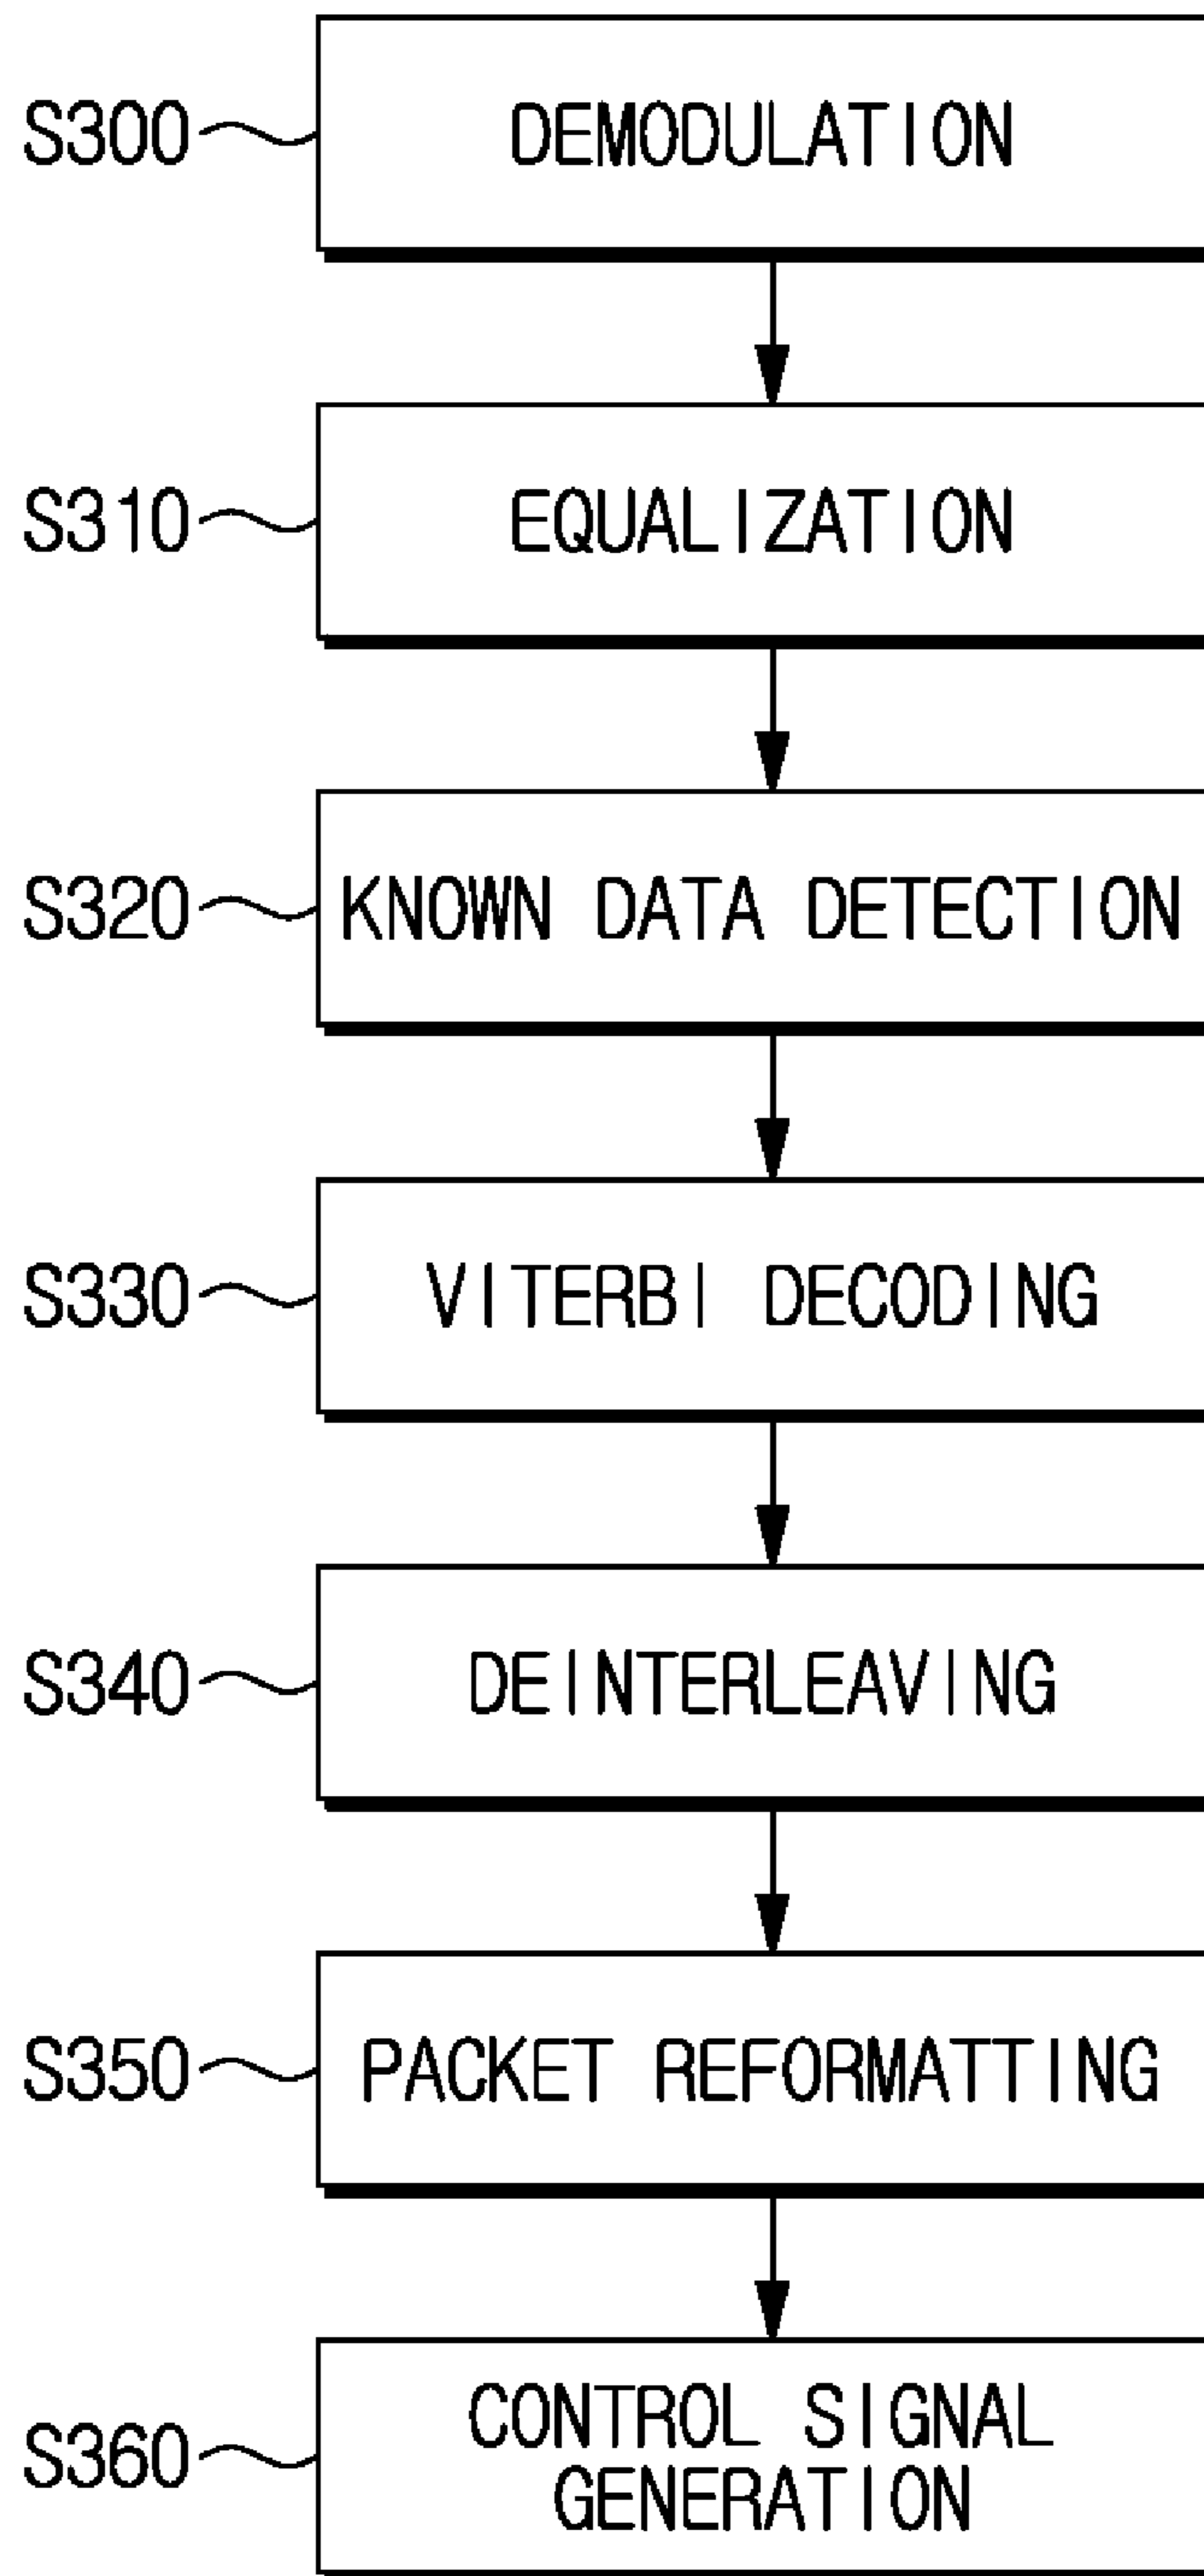 S300 DEMODULATION
S310 EQUALIZATION
S320 KNOWN DATA DETECTION
S330 VITERBI DECODING
S340 DEINTERLEAVING
S350 PACKET REFORMATTING
S360 CONTROL SIGNAL
GENERATION